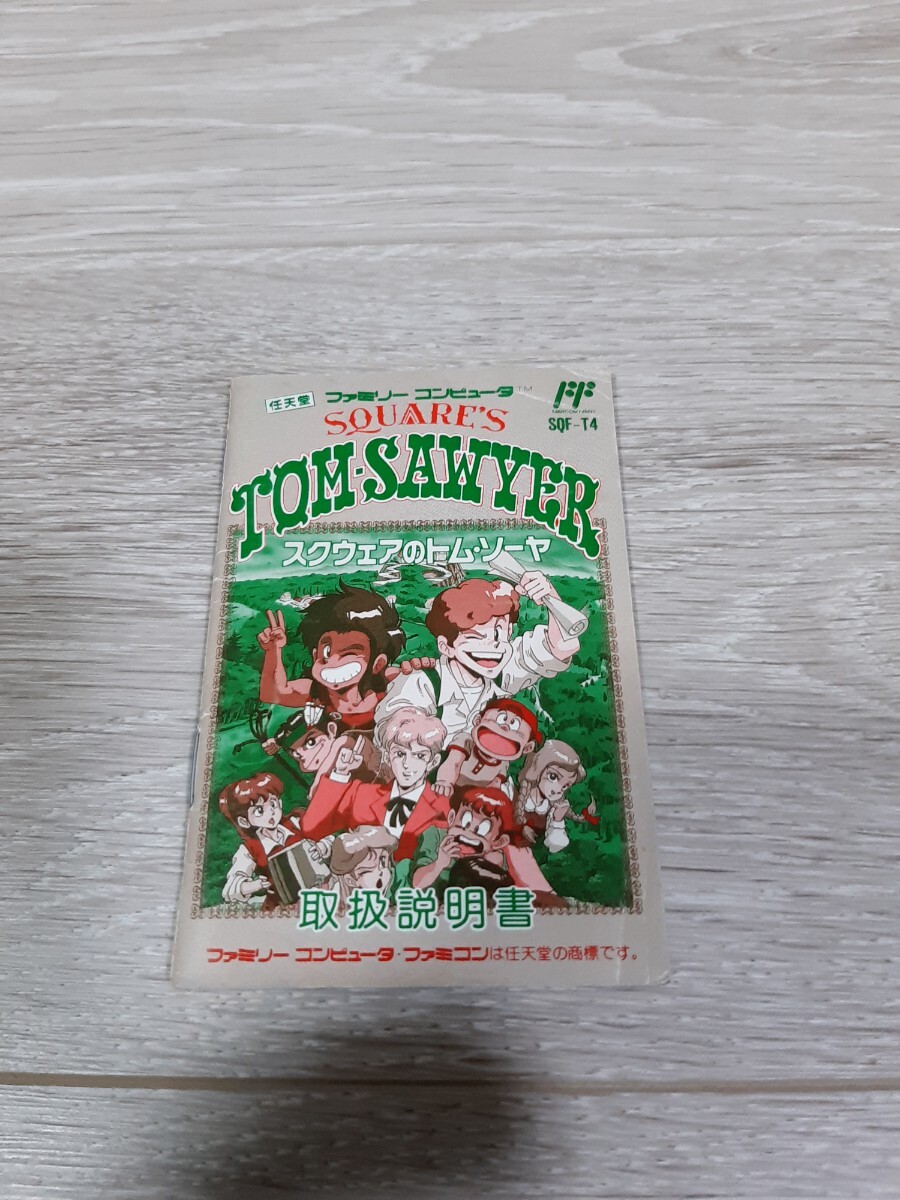 任天堂 ファミリー コンピュータ™
SQUARE'S
SQF-T4
TOM·SAWYER
スクウェアのトム・ソーヤ
取扱説明書
ファミリー コンピュータ・ファミコンは任天堂の商標です。